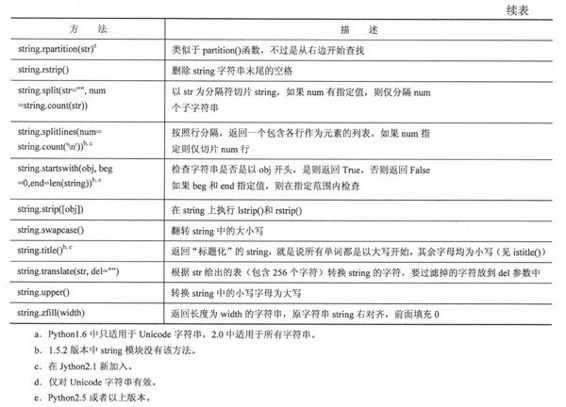 续表
方 法 描 述
string.rpartition(str)e 类似于 partition()函数，不过是从右边开始查找
string.rstrip() 删除 string 字符串末尾的空格
string.split(str="", num 以 str 为分隔符切片 string，如果 num 有指定值，则仅分隔 num
=string.count(str)) 个子字符串
string.splitlines(num= 按照行分隔，返回一个包含各行作为元素的列表，如果 num 指
string.count('\n'))b, c 定则仅切片 num 行
string.startswith(obj, beg 检查字符串是否是以 obj 开头，是则返回 True，否则返回 False
=0,end=len(string))b, e 如果 beg 和 end 指定值，则在指定范围内检查
string.strip([obj]) 在 string 上执行 lstrip()和 rstrip()
string.swapcase() 翻转 string 中的大小写
string.title()b, c 返回“标题化”的 string，就是说所有单词都是以大写开始，其余字母均为小写（见 istitle()）
string.translate(str, del="") 根据 str 给出的表（包含 256 个字符）转换 string 的字符，要过滤掉的字符放到 del 参数中
string.upper() 转换 string 中的小写字母为大写
string.zfill(width) 返回长度为 width 的字符串，原字符串 string 右对齐，前面填充 0
a．Python1.6 中只适用于 Unicode 字符串，2.0 中适用于所有字符串。
b．1.5.2 版本中 string 模块没有该方法。
c．在 Jython2.1 新加入。
d．仅对 Unicode 字符串有效。
e．Python2.5 或者以上版本。